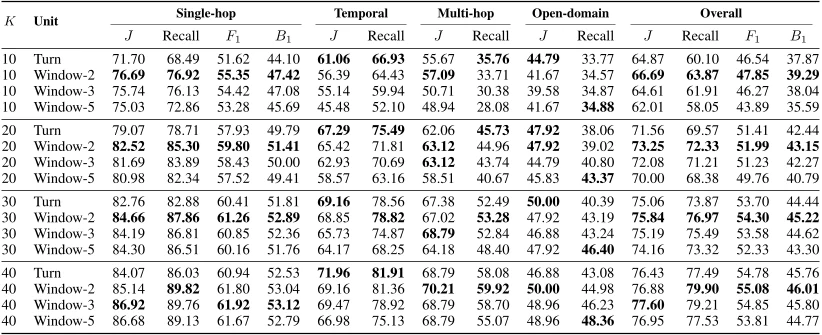 K Unit Single-hop Temporal Multi-hop Open-domain Overall
J Recall F1 B1 J Recall J Recall J Recall J Recall F1 B1
10 Turn 71.70 68.49 51.62 44.10 61.06 66.93 55.67 35.76 44.79 33.77 64.87 60.10 46.54 37.87
10 Window-2 76.69 76.92 55.35 47.42 56.39 64.43 57.09 33.71 41.67 34.57 66.69 63.87 47.85 39.29
10 Window-3 75.74 76.13 54.42 47.08 55.14 59.94 50.71 30.38 39.58 34.87 64.61 61.91 46.27 38.04
10 Window-5 75.03 72.86 53.28 45.69 45.48 52.10 48.94 28.08 41.67 34.88 62.01 58.05 43.89 35.59
20 Turn 79.07 78.71 57.93 49.79 67.29 75.49 62.06 45.73 47.92 38.06 71.56 69.57 51.41 42.44
20 Window-2 82.52 85.30 59.80 51.41 65.42 71.81 63.12 44.96 47.92 39.02 73.25 72.33 51.99 43.15
20 Window-3 81.69 83.89 58.43 50.00 62.93 70.69 63.12 43.74 44.79 40.80 72.08 71.21 51.23 42.27
20 Window-5 80.98 82.34 57.52 49.41 58.57 63.16 58.51 40.67 45.83 43.37 70.00 68.38 49.76 40.79
30 Turn 82.76 82.88 60.41 51.81 69.16 78.56 67.38 52.49 50.00 40.39 75.06 73.87 53.70 44.44
30 Window-2 84.66 87.86 61.26 52.89 68.85 78.82 67.02 53.28 47.92 43.19 75.84 76.97 54.30 45.22
30 Window-3 84.19 86.81 60.85 52.36 65.73 74.87 68.79 52.84 46.88 43.24 75.19 75.49 53.58 44.62
30 Window-5 84.30 86.51 60.16 51.76 64.17 68.25 64.18 48.40 47.92 46.40 74.16 73.32 52.33 43.30
40 Turn 84.07 86.03 60.94 52.53 71.96 81.91 68.79 58.08 46.88 43.08 76.43 77.49 54.78 45.76
40 Window-2 85.14 89.82 61.80 53.04 69.16 81.36 70.21 59.92 50.00 44.98 76.88 79.90 55.08 46.01
40 Window-3 86.92 89.76 61.92 53.12 69.47 78.92 68.79 58.70 48.96 46.23 77.60 79.21 54.85 45.80
40 Window-5 86.68 89.13 61.67 52.79 66.98 75.13 68.79 55.07 48.96 48.36 76.95 77.53 53.81 44.77